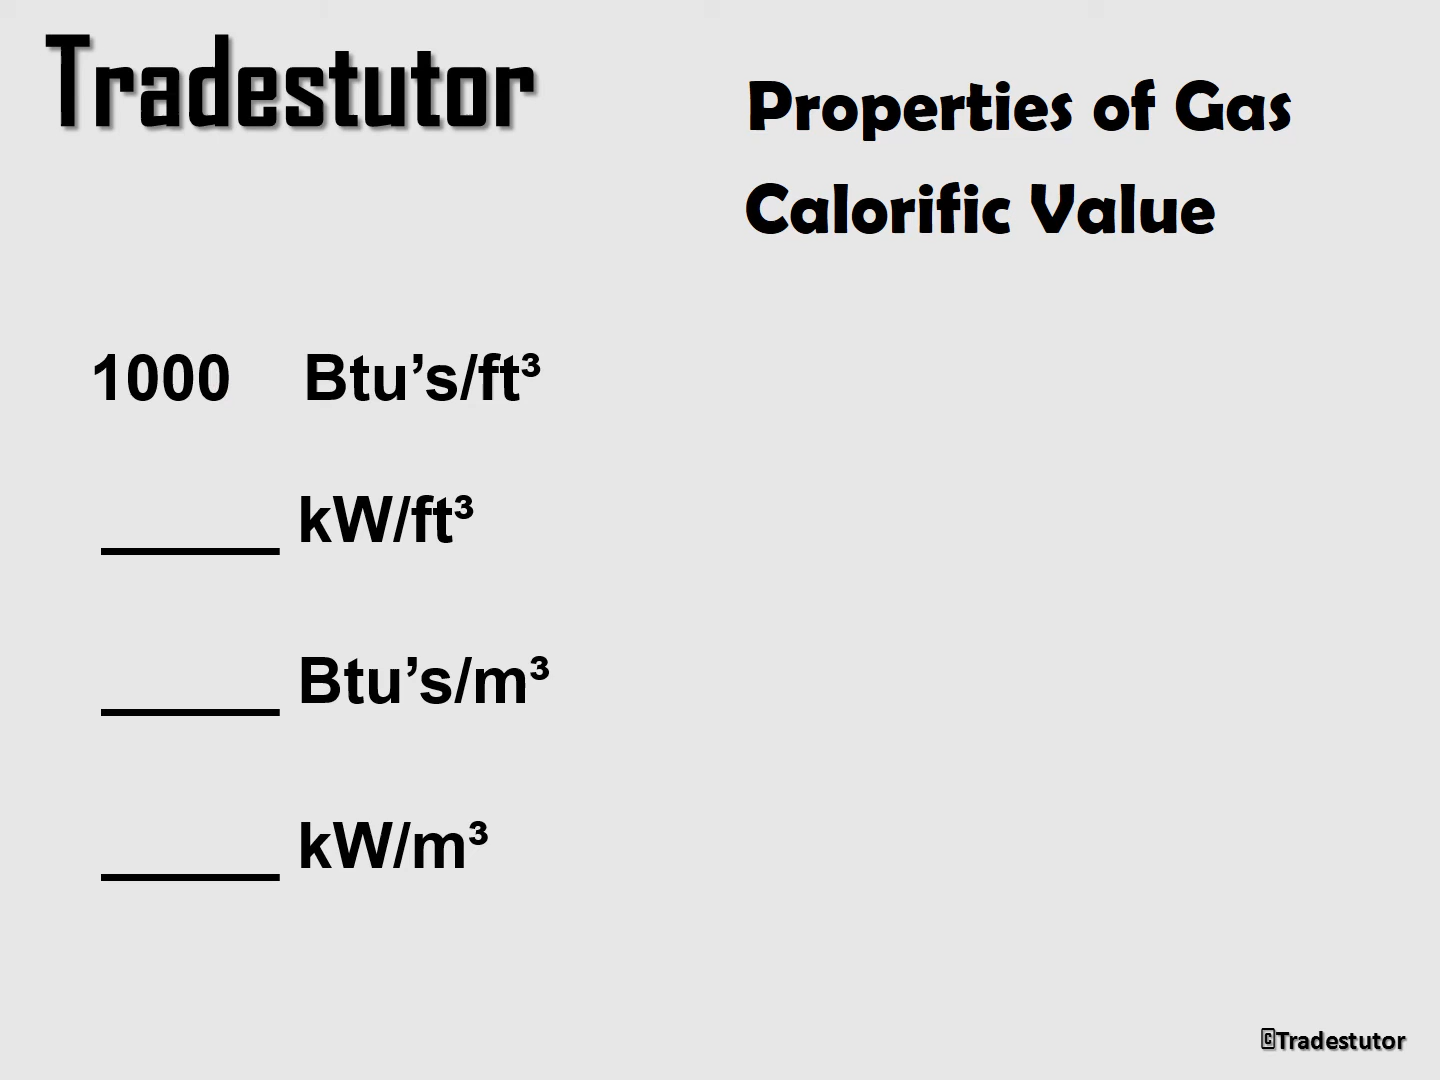 Tradestutor
Properties of Gas
Calorific Value
1000 Btu’s/ft³
_____ kW/ft³
_____ Btu’s/m³
_____ kW/m³
©Tradestutor